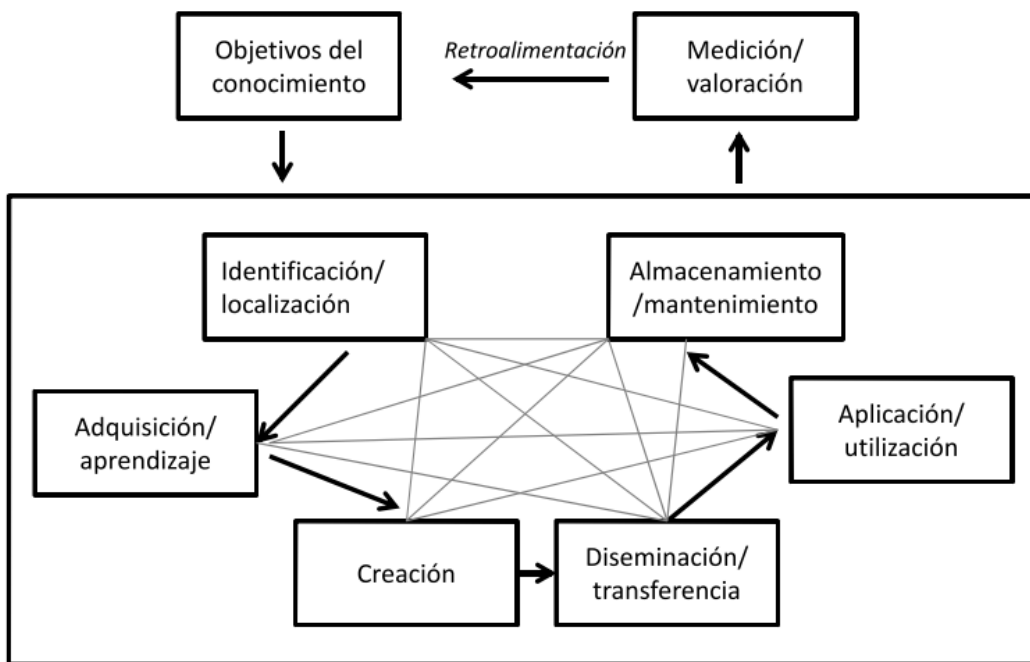 Objetivos del
conocimiento
Retroalimentación
Medición/
valoración
Identificación/
localización
Almacenamiento
/mantenimiento
Adquisición/
aprendizaje
Aplicación/
utilización
Creación
Diseminación/
transferencia